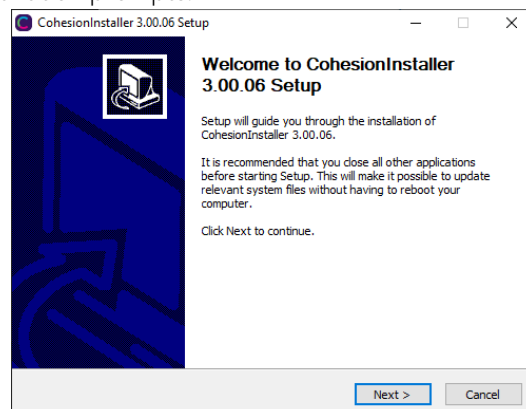 CohesionInstaller 3.00.06 Setup
Welcome to CohesionInstaller
3.00.06 Setup
Setup will guide you through the installation of
CohesionInstaller 3.00.06.
It is recommended that you close all other applications
before starting Setup. This will make it possible to update
relevant system files without having to reboot your
computer.
Click Next to continue.
Next >
Cancel